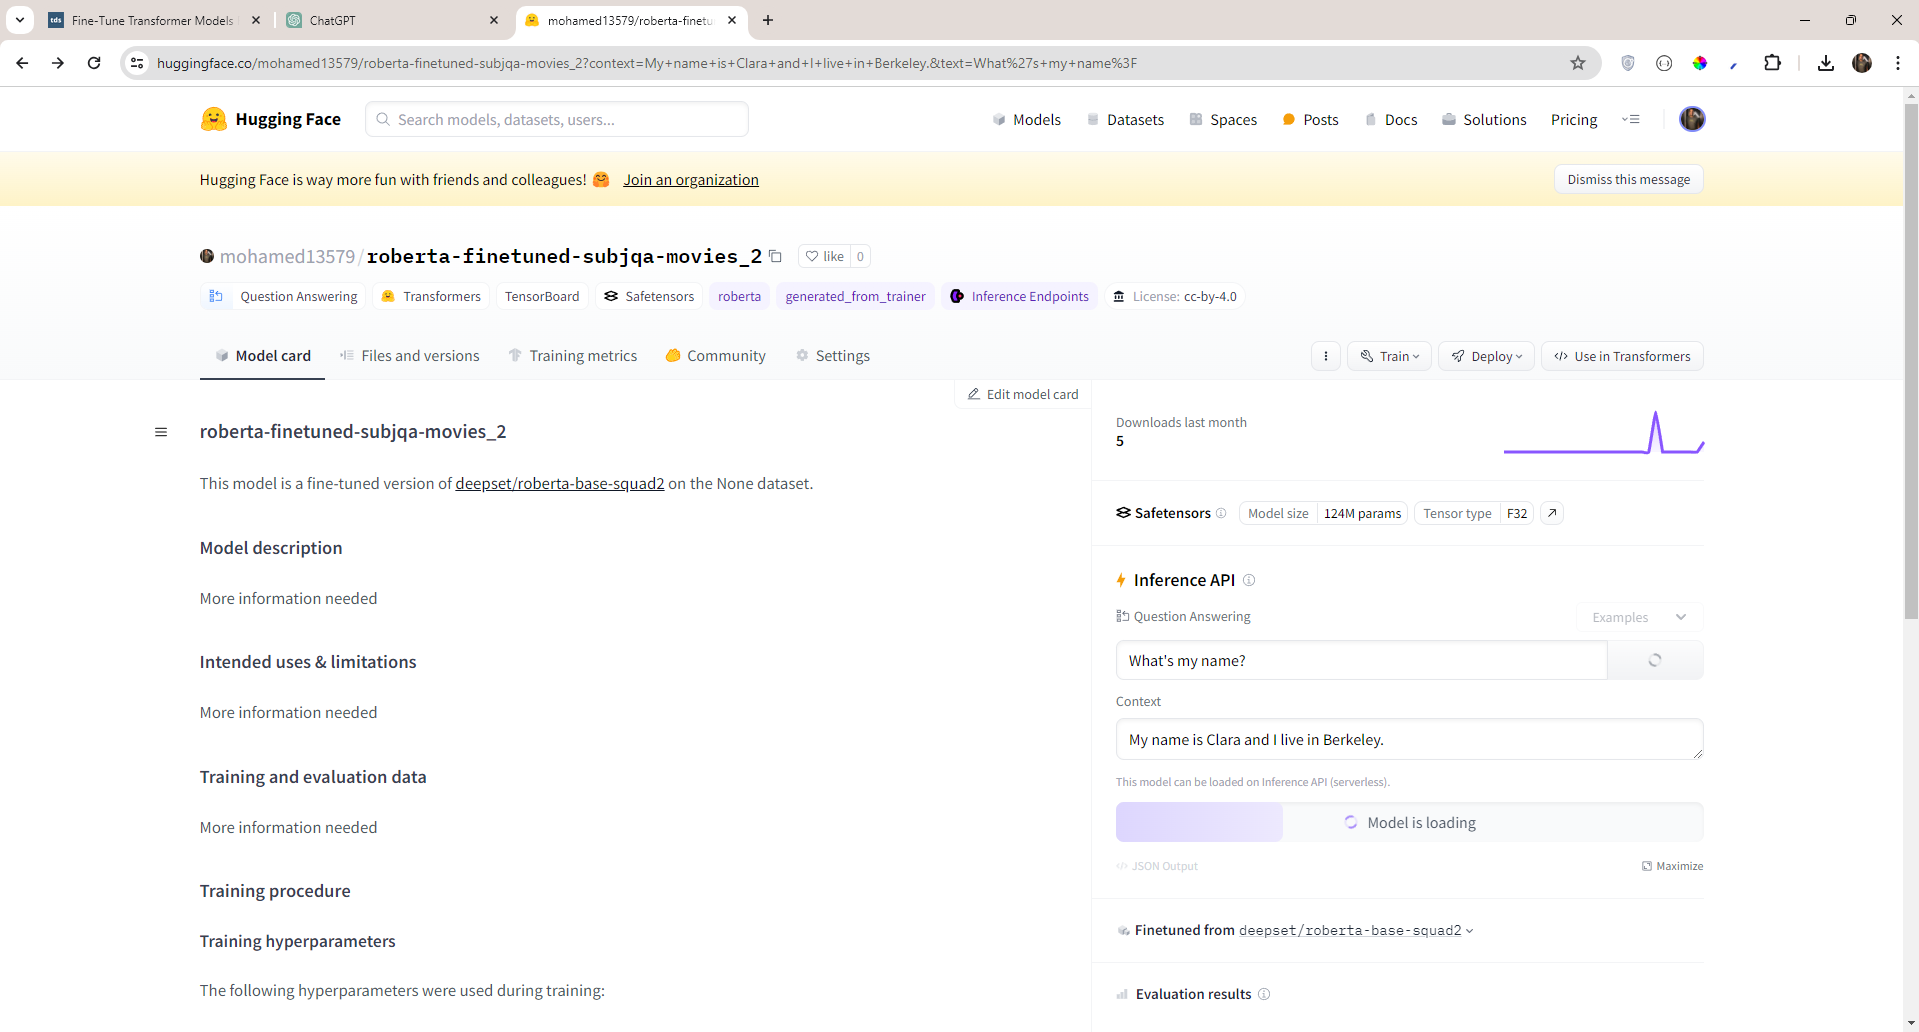 Fine-Tune Transformer Models
ChatGPT
mohamed13579/roberta-finetu
huggingface.co/mohamed13579/roberta-finetuned-subjqa-movies_2?context=My+name+is+Clara+and+I+live+in+Berkeley.&text=What%27s+my+name%3F
Hugging Face
Search models, datasets, users...
Models
Datasets
Spaces
Posts
Docs
Solutions
Pricing
Hugging Face is way more fun with friends and colleagues! 🤗 Join an organization
Dismiss this message
mohamed13579/roberta-finetuned-subjqa-movies_2
like 0
Question Answering
Transformers
TensorBoard
Safetensors
roberta
generated_from_trainer
Inference Endpoints
License: cc-by-4.0
Model card
Files and versions
Training metrics
Community
Settings
Train
Deploy
</> Use in Transformers
Edit model card
roberta-finetuned-subjqa-movies_2
This model is a fine-tuned version of deepset/roberta-base-squad2 on the None dataset.
Model description
More information needed
Intended uses & limitations
More information needed
Training and evaluation data
More information needed
Training procedure
Training hyperparameters
The following hyperparameters were used during training:
Downloads last month
5
Safetensors
Model size 124M params
Tensor type F32
Inference API
Question Answering
Examples
What's my name?
Context
My name is Clara and I live in Berkeley.
This model can be loaded on Inference API (serverless).
Model is loading
</> JSON Output
Maximize
Finetuned from deepset/roberta-base-squad2
Evaluation results